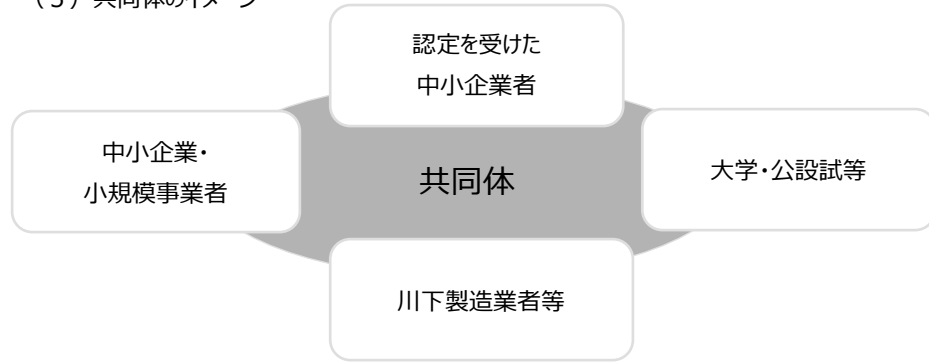 認定を受けた
中小企業者
中小企業・
小規模事業者
共同体
大学・公設試等
川下製造業者等